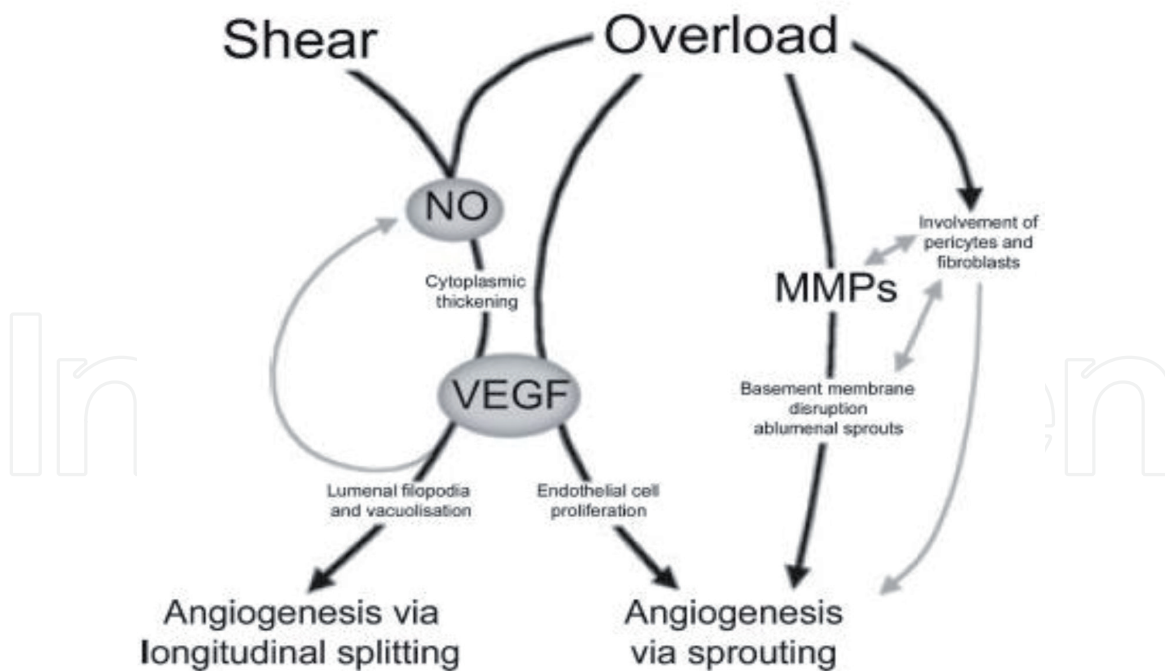 Shear
Overload
NO
Involvement of
pericytes and
fibroblasts
Cytoplasmic
thickening
MMPs
VEGF
Basement membrane
disruption
ablumenal sprouts
Lumenal filopodia
and vacuolisation
Endothelial cell
proliferation
Angiogenesis via
longitudinal splitting
Angiogenesis
via sprouting